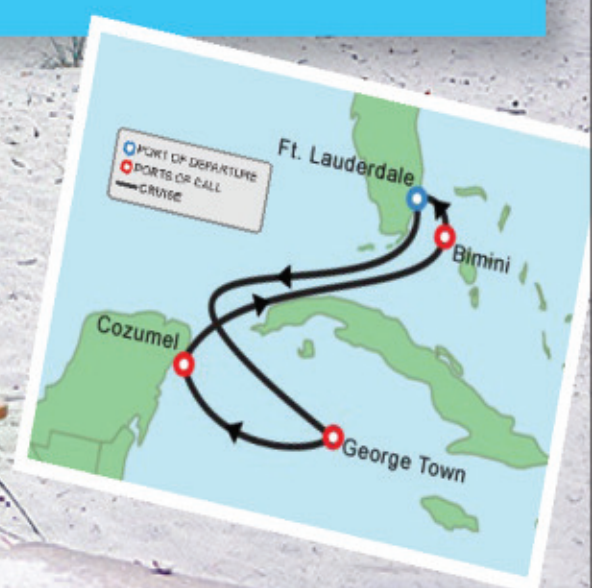 PORT OF DEPARTURE
PORTS OF CALL
CRUISE
Ft. Lauderdale
Bimini
Cozumel
George Town